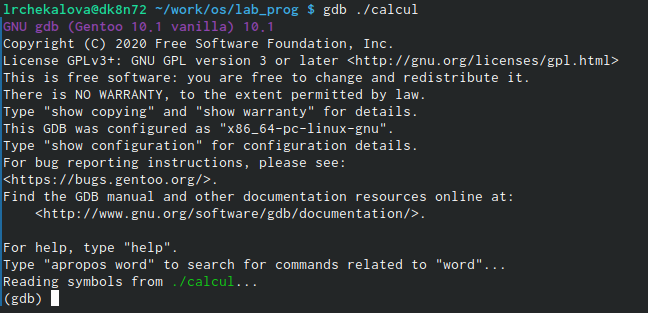 lrchekalova@dk8n72 ~/work/os/lab_prog $ gdb ./calcul
GNU gdb (Gentoo 10.1 vanilla) 10.1
Copyright (C) 2020 Free Software Foundation, Inc.
License GPLv3+: GNU GPL version 3 or later <http://gnu.org/licenses/gpl.html>
This is free software: you are free to change and redistribute it.
There is NO WARRANTY, to the extent permitted by law.
Type "show copying" and "show warranty" for details.
This GDB was configured as "x86_64-pc-linux-gnu".
Type "show configuration" for configuration details.
For bug reporting instructions, please see:
<https://bugs.gentoo.org/>.
Find the GDB manual and other documentation resources online at:
    <http://www.gnu.org/software/gdb/documentation/>.

For help, type "help".
Type "apropos word" to search for commands related to "word"...
Reading symbols from ./calcul...
(gdb)